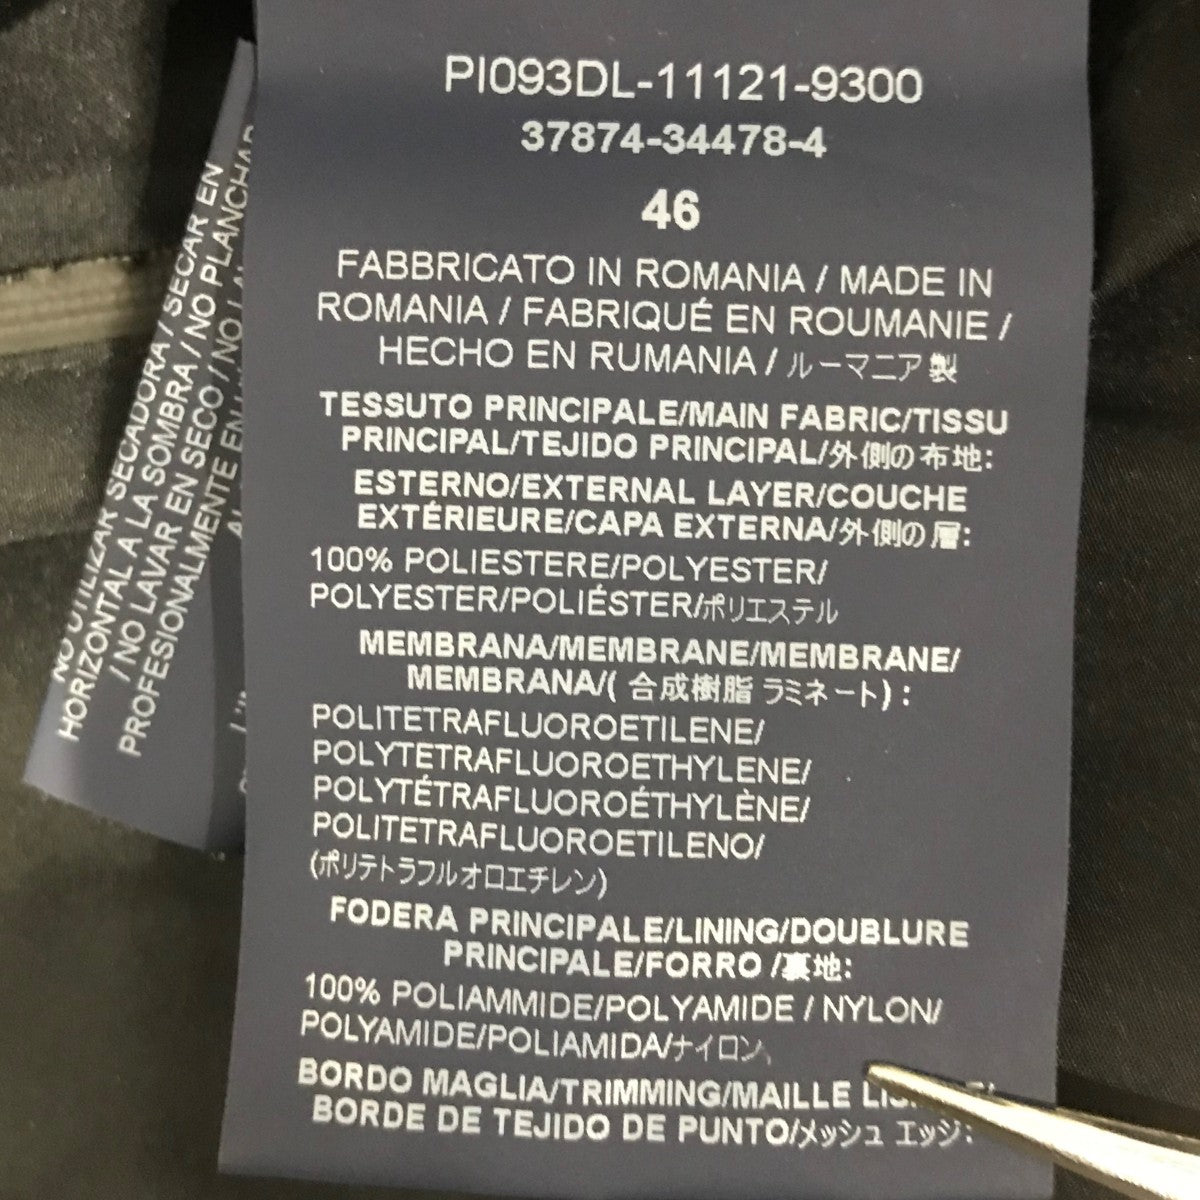 PI093DL-11121-9300
37874-34478-4
46
FABBRICATO IN ROMANIA / MADE IN
ROMANIA / FABRIQUÉ EN ROUMANIE /
HECHO EN RUMANIA / ルーマニア製
TESSUTO PRINCIPALE/MAIN FABRIC/TISSU
PRINCIPAL/TEJIDO PRINCIPAL/外側の布地:
ESTERNO/EXTERNAL LAYER/COUCHE
EXTÉRIEURE/CAPA EXTERNA/外側の層:
100% POLIESTERE/POLYESTER/
POLYESTER/POLIÉSTER/ポリエステル
MEMBRANA/MEMBRANE/MEMBRANE/
MEMBRANA/( 合成樹脂 ラミネート) :
POLITETRAFLUOROETILENE/
POLYTETRAFLUOROETHYLENE/
POLYTÉTRAFLUOROÉTHYLÈNE/
POLITETRAFLUOROETILENO/
(ポリテトラフルオロエチレン)
FODERA PRINCIPALE/LINING/DOUBLURE
PRINCIPALE/FORRO /裏地:
100% POLIAMMIDE/POLYAMIDE / NYLON/
POLYAMIDE/POLIAMIDA/ナイロン
BORDO MAGLIA/TRIMMING/MAILLE
BORDE DE TEJIDO DE PUNTO/メッシュ エッジ:
NO UTILIZAR SECADORA / SECAR EN
HORIZONTAL A LA SOMBRA / NO PLANCHAR
/ NO LAVAR EN SECO / NO
PROFESIONALMENTE EN